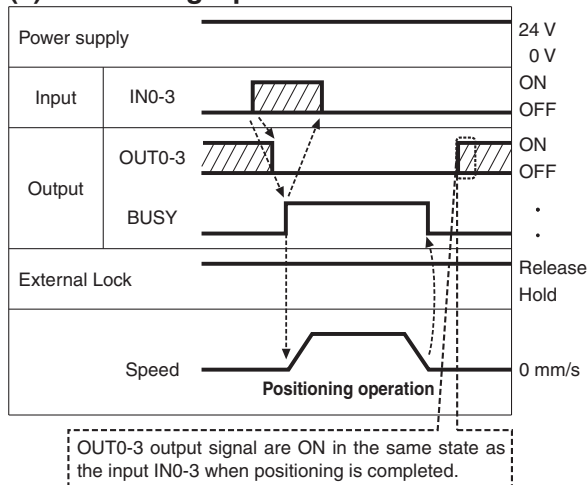 Power supply
24 V
0 V
Input
IN0-3
ON
OFF
Output
OUT0-3
ON
OFF
BUSY
External Lock
Release
Hold
Speed
0 mm/s
Positioning operation
OUT0-3 output signal are ON in the same state as
the input IN0-3 when positioning is completed.